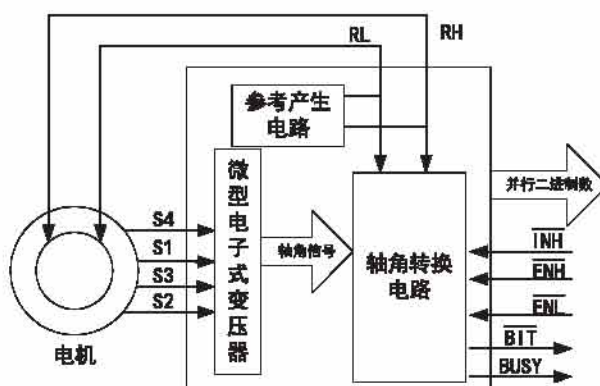 RL
RH
参考产生
电路
微型电子式变压器
S4
S1
S3
S2
轴角信号
轴角转换
电路
并行二进制数
INH
ENH
ENL
BIT
BUSY
电机